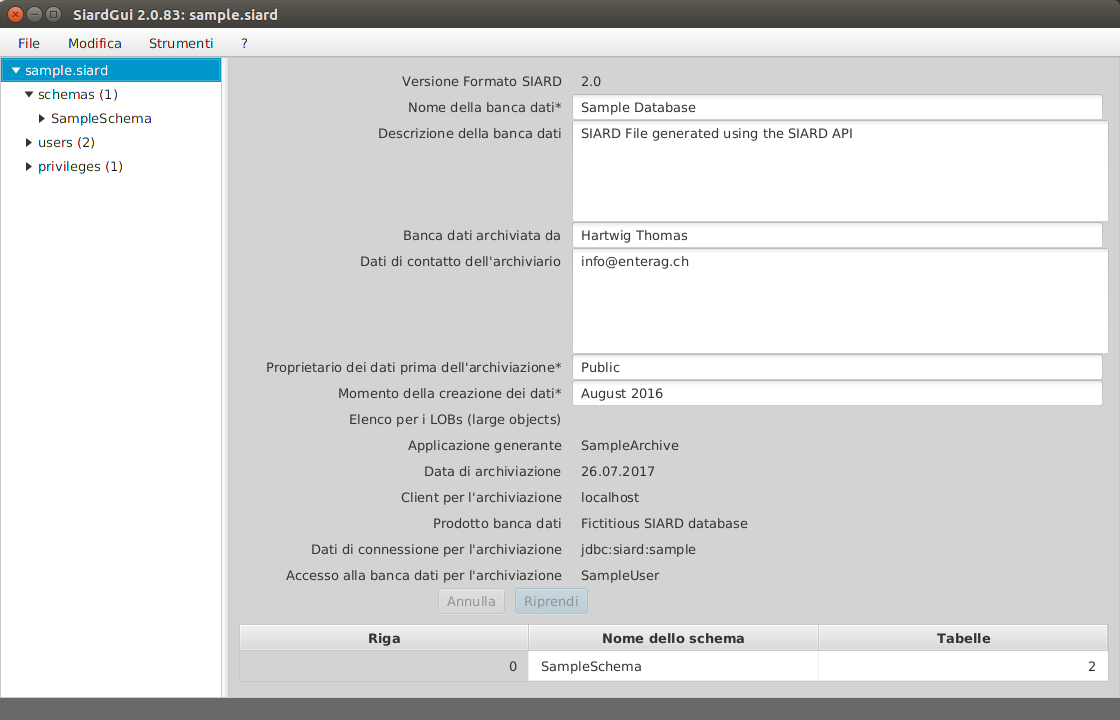 SiardGui 2.0.83: sample.siard
File Modifica Strumenti ?
sample.siard
schemas (1)
SampleSchema
users (2)
privileges (1)
Versione Formato SIARD 2.0
Nome della banca dati* Sample Database
Descrizione della banca dati SIARD File generated using the SIARD API
Banca dati archiviata da Hartwig Thomas
Dati di contatto dell'archiviario info@enterag.ch
Proprietario dei dati prima dell'archiviazione* Public
Momento della creazione dei dati* August 2016
Elenco per i LOBs (large objects)
Applicazione generante SampleArchive
Data di archiviazione 26.07.2017
Client per l'archiviazione localhost
Prodotto banca dati Fictitious SIARD database
Dati di connessione per l'archiviazione jdbc:siard:sample
Accesso alla banca dati per l'archiviazione SampleUser
Annulla Riprendi
Riga Nome dello schema Tabelle
0 SampleSchema 2